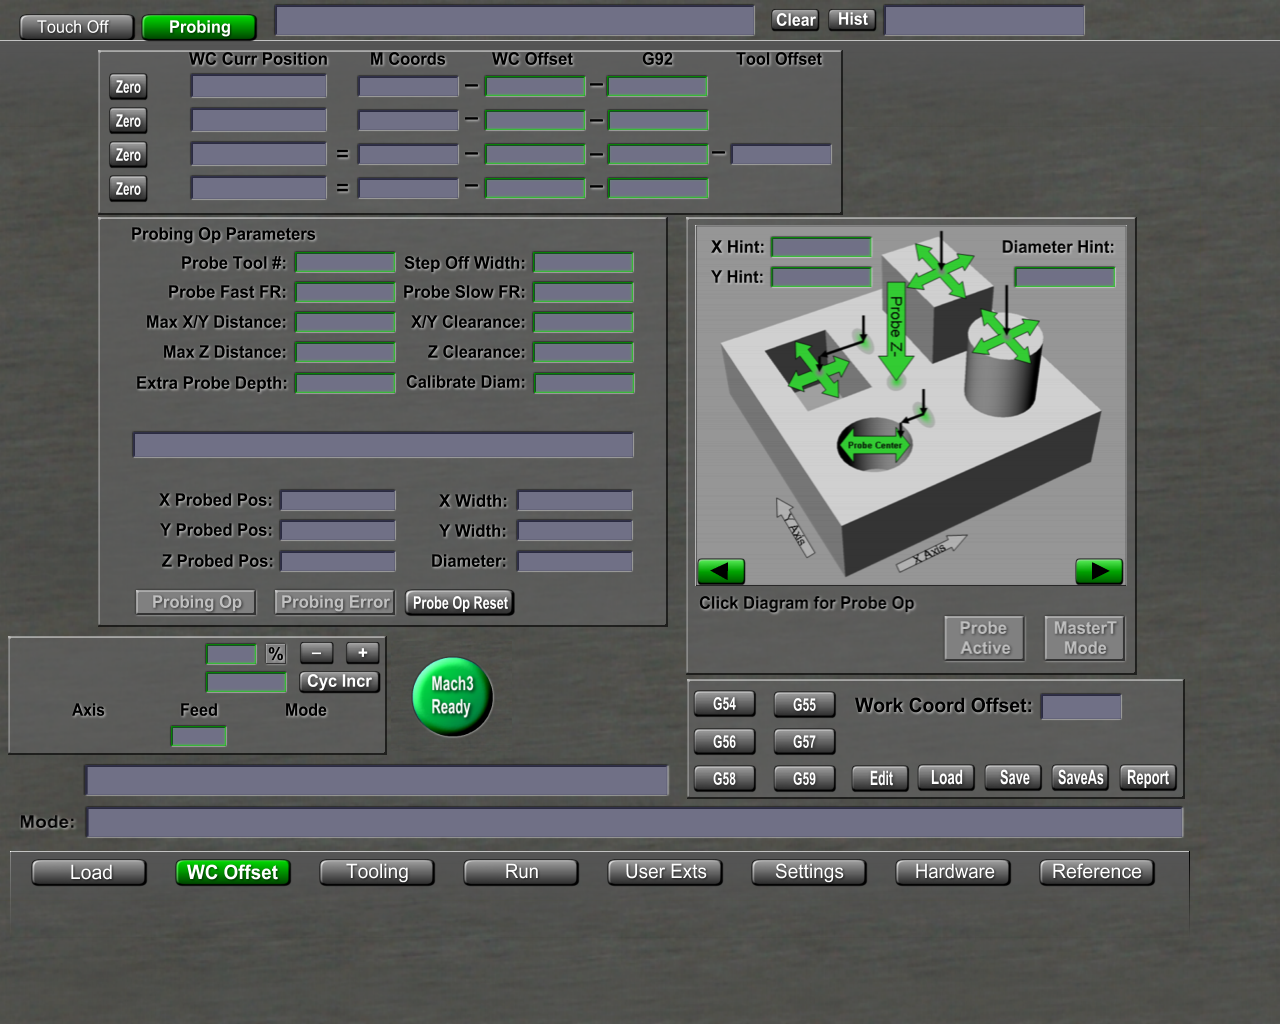 Touch Off
Probing
Clear
Hist
WC Curr Position
M Coords
WC Offset
G92
Tool Offset
Zero
–
–
Zero
–
–
Zero
=
–
–
–
Zero
=
–
–
Probing Op Parameters
Probe Tool #:
Step Off Width:
Probe Fast FR:
Probe Slow FR:
Max X/Y Distance:
X/Y Clearance:
Max Z Distance:
Z Clearance:
Extra Probe Depth:
Calibrate Diam:
X Probed Pos:
X Width:
Y Probed Pos:
Y Width:
Z Probed Pos:
Diameter:
Probing Op
Probing Error
Probe Op Reset
X Hint:
Diameter Hint:
Y Hint:
Probe Z-
Probe Center
Y Axis
X Axis
Click Diagram for Probe Op
Probe
Active
MasterT
Mode
%
–
+
Cyc Incr
Axis
Feed
Mode
Mach3
Ready
G54
G55
Work Coord Offset:
G56
G57
G58
G59
Edit
Load
Save
SaveAs
Report
Mode:
Load
WC Offset
Tooling
Run
User Exts
Settings
Hardware
Reference